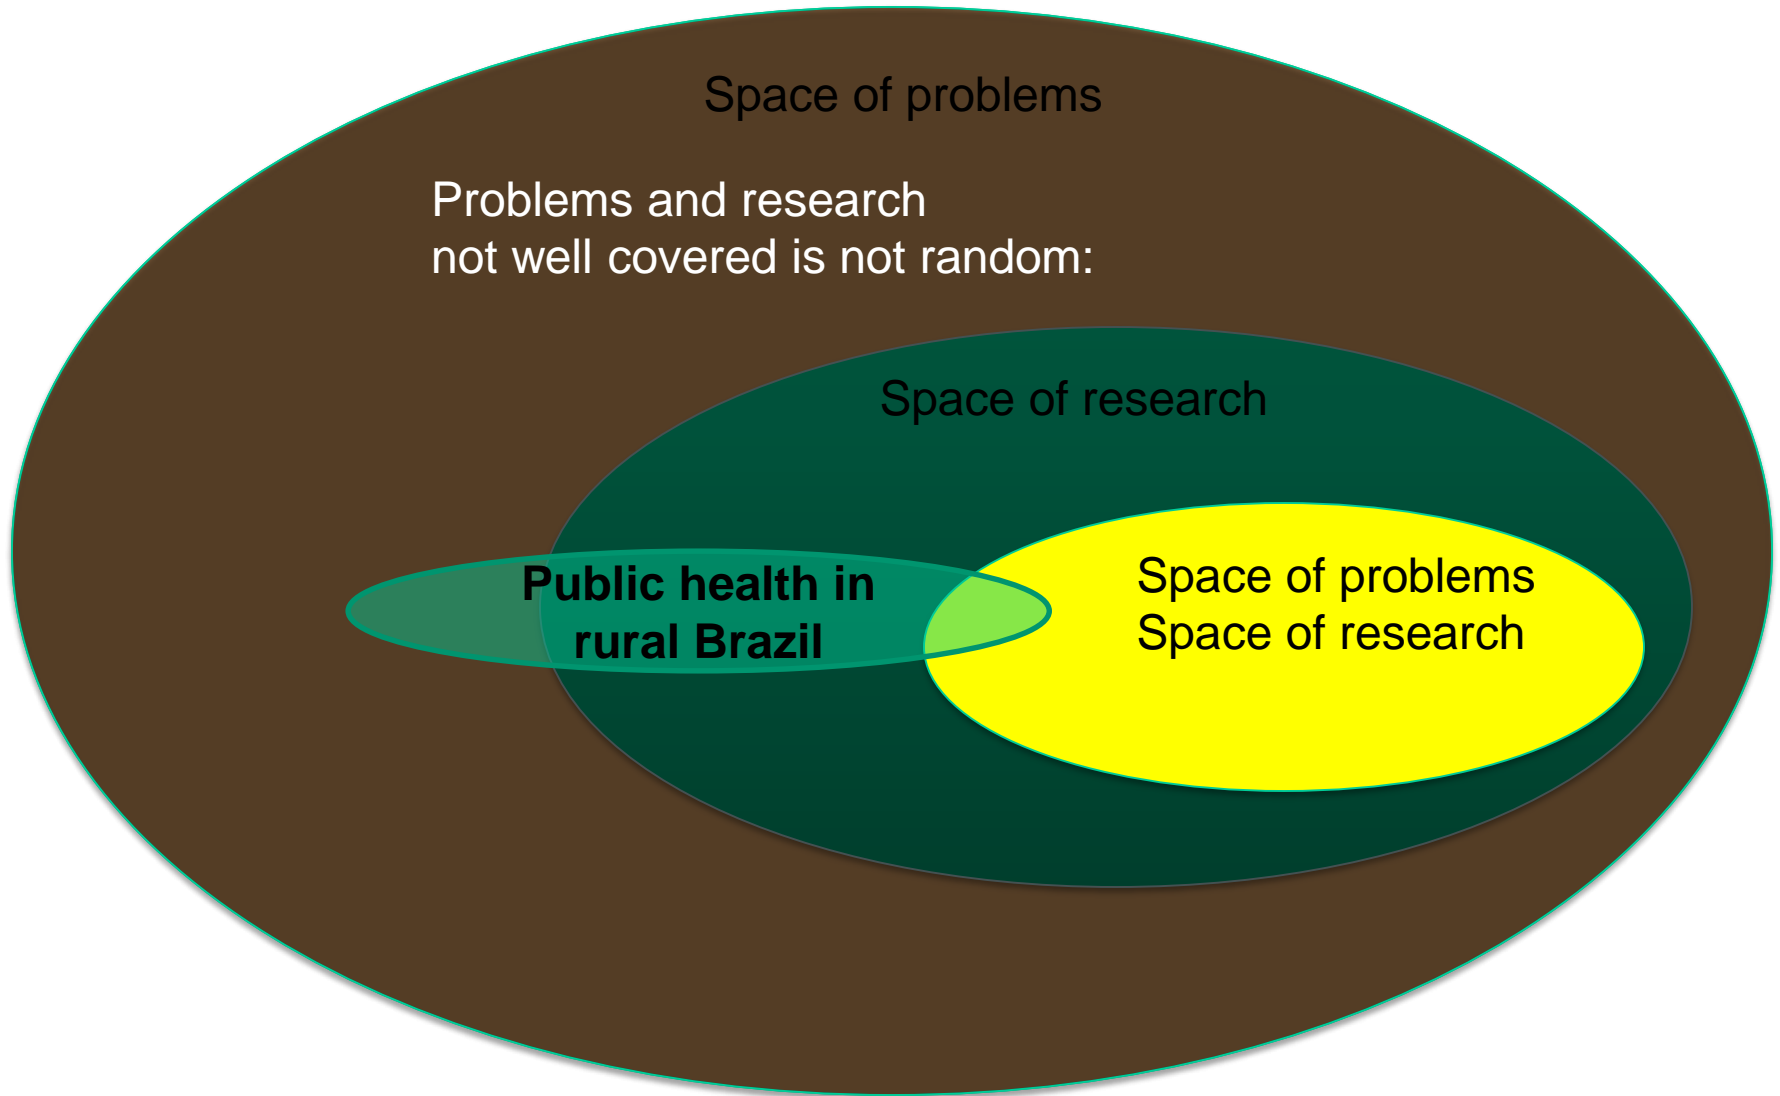 Space of problems
Problems and research
not well covered is not random:
Space of research
Public health in
rural Brazil
Space of problems
Space of research